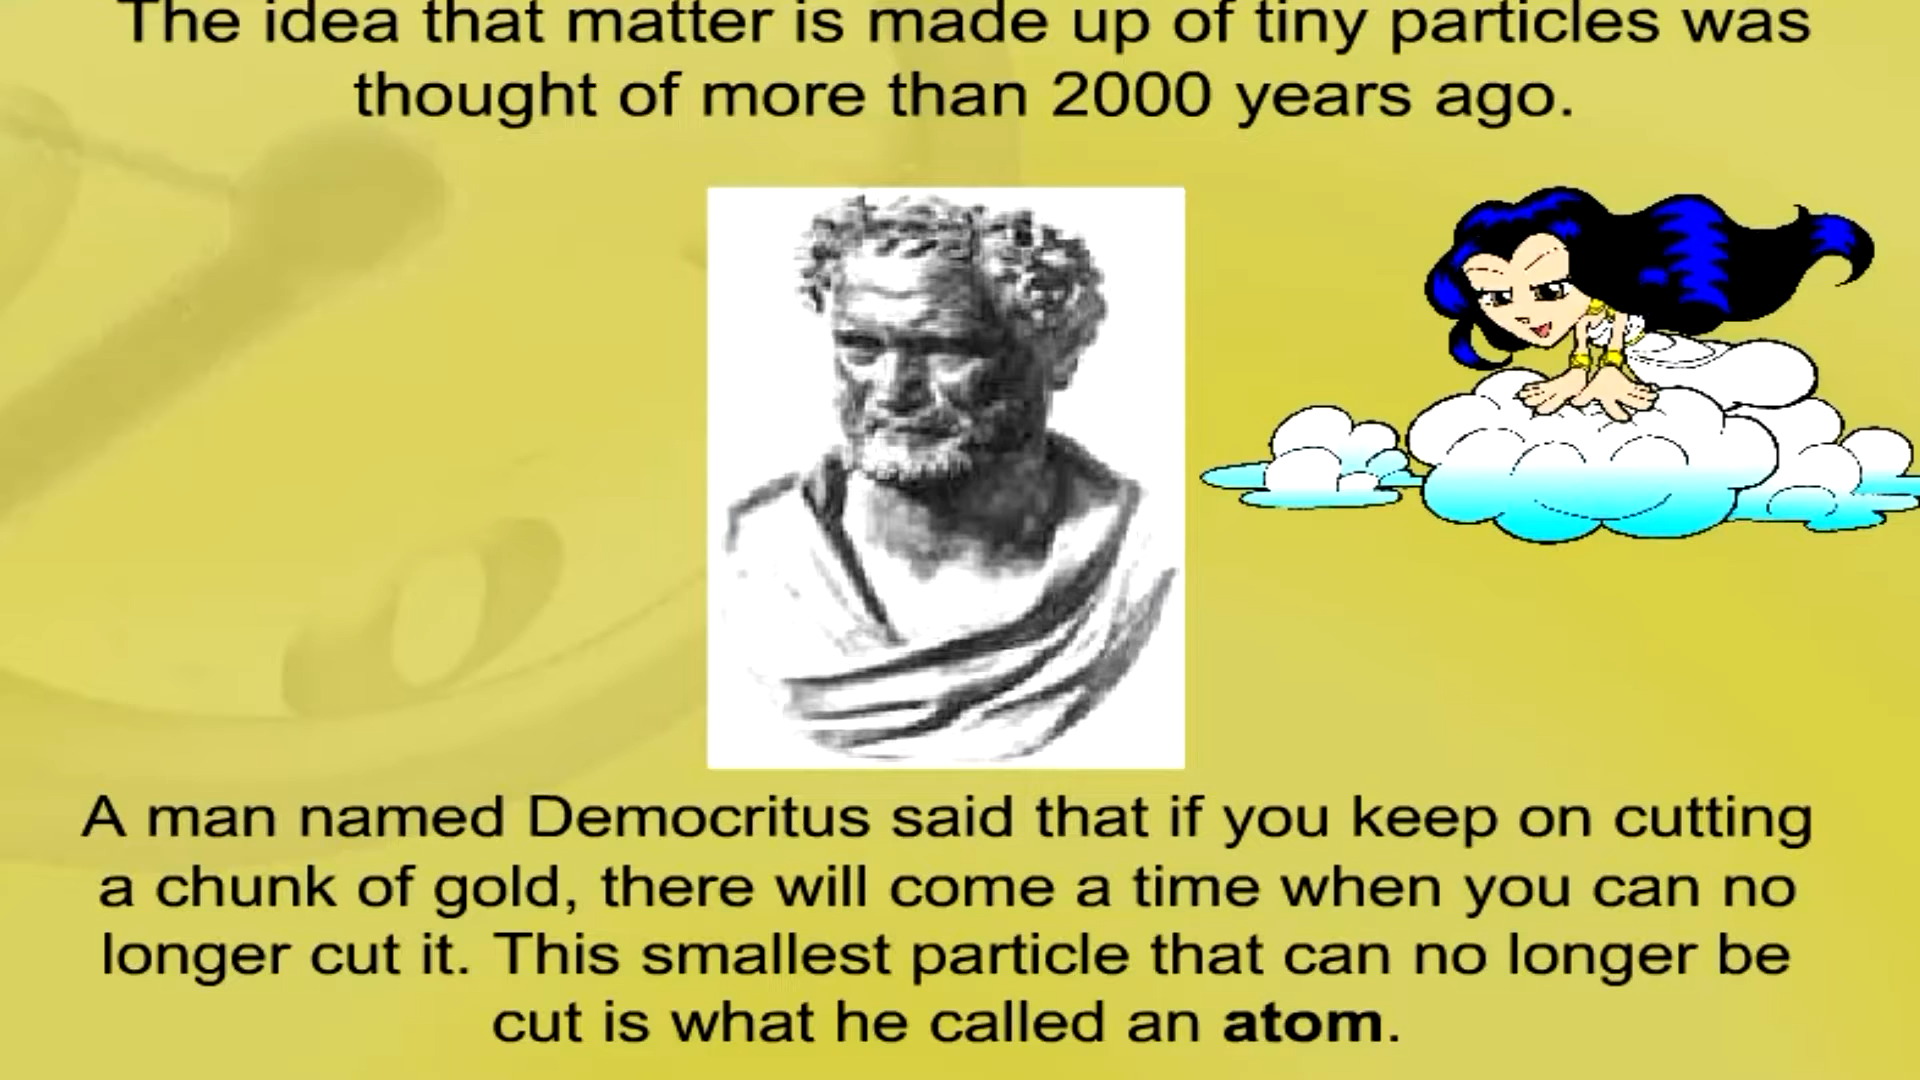 The idea that matter is made up of tiny particles was
thought of more than 2000 years ago.
A man named Democritus said that if you keep on cutting
a chunk of gold, there will come a time when you can no
longer cut it. This smallest particle that can no longer be
cut is what he called an atom.